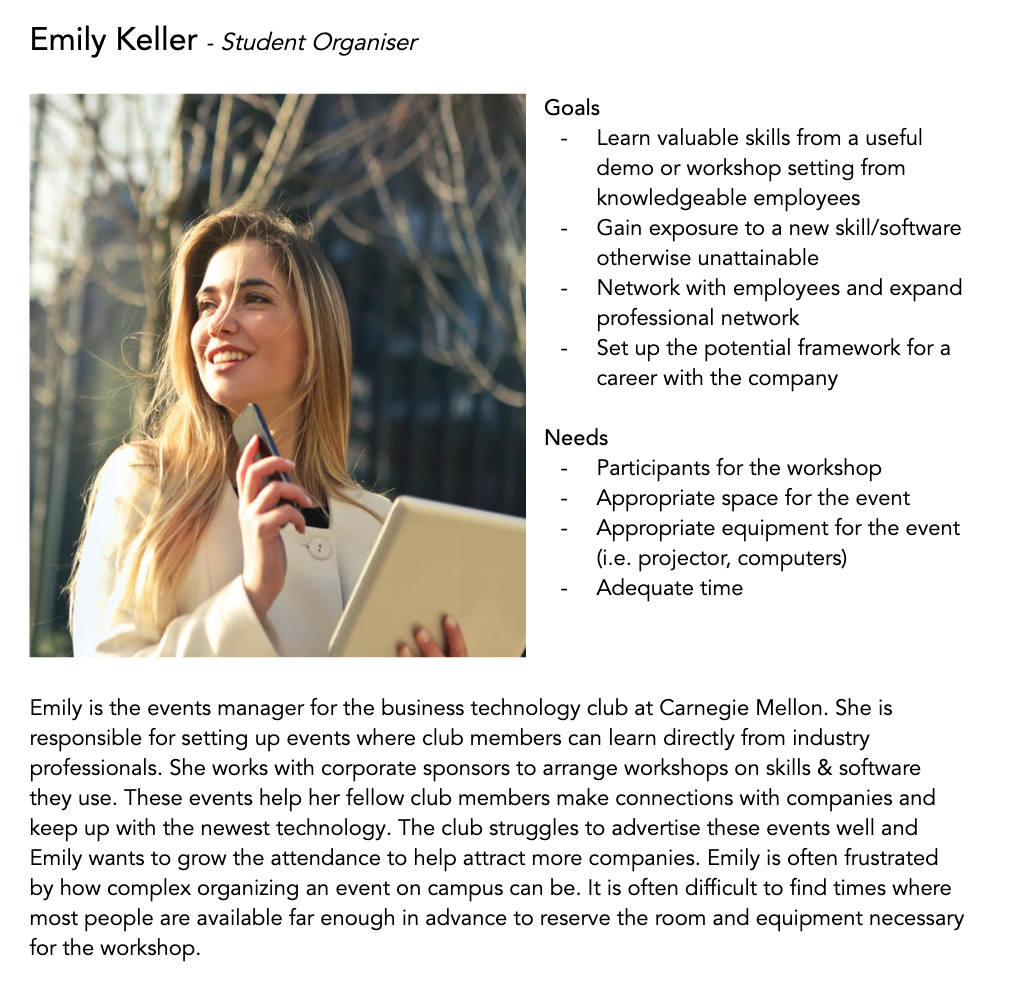 Emily Keller - Student Organiser
Goals
- Learn valuable skills from a useful
demo or workshop setting from
knowledgeable employees
- Gain exposure to a new skill/software
otherwise unattainable
- Network with employees and expand
professional network
- Set up the potential framework for a
career with the company
Needs
- Participants for the workshop
- Appropriate space for the event
- Appropriate equipment for the event
(i.e. projector, computers)
- Adequate time
Emily is the events manager for the business technology club at Carnegie Mellon. She is
responsible for setting up events where club members can learn directly from industry
professionals. She works with corporate sponsors to arrange workshops on skills & software
they use. These events help her fellow club members make connections with companies and
keep up with the newest technology. The club struggles to advertise these events well and
Emily wants to grow the attendance to help attract more companies. Emily is often frustrated
by how complex organizing an event on campus can be. It is often difficult to find times where
most people are available far enough in advance to reserve the room and equipment necessary
for the workshop.